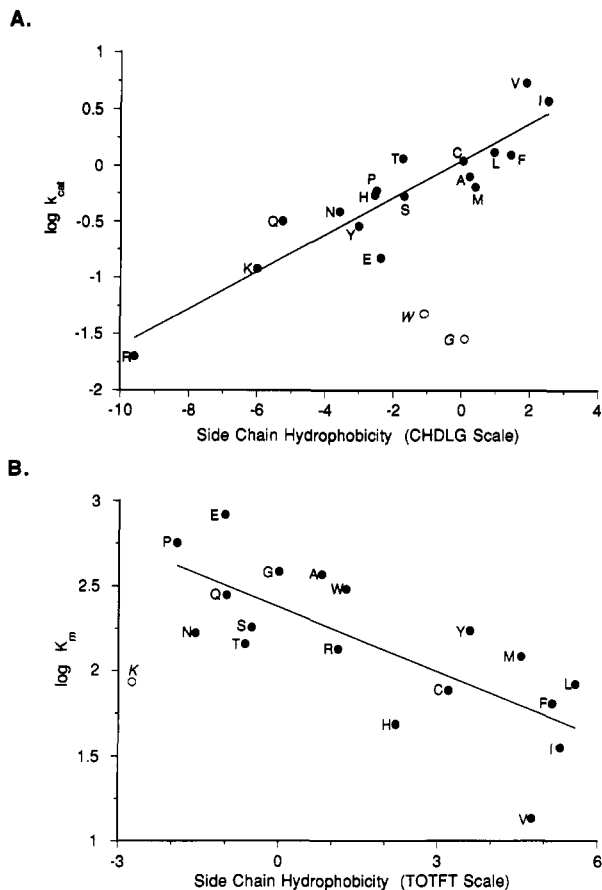 A.
1
0.5
0
-0.5
-1
-1.5
-2
log kcat
V
I
T
C
L
F
P
A
M
H
S
N
Q
Y
E
K
W
G
R
-10
-8
-6
-4
-2
0
2
4
Side Chain Hydrophobicity (CHDLG Scale)
B.
3
2.5
2
1.5
1
log Km
E
P
G
A
W
Q
N
S
T
R
Y
M
K
C
L
F
H
I
V
-3
0
3
6
Side Chain Hydrophobicity (TOTFT Scale)